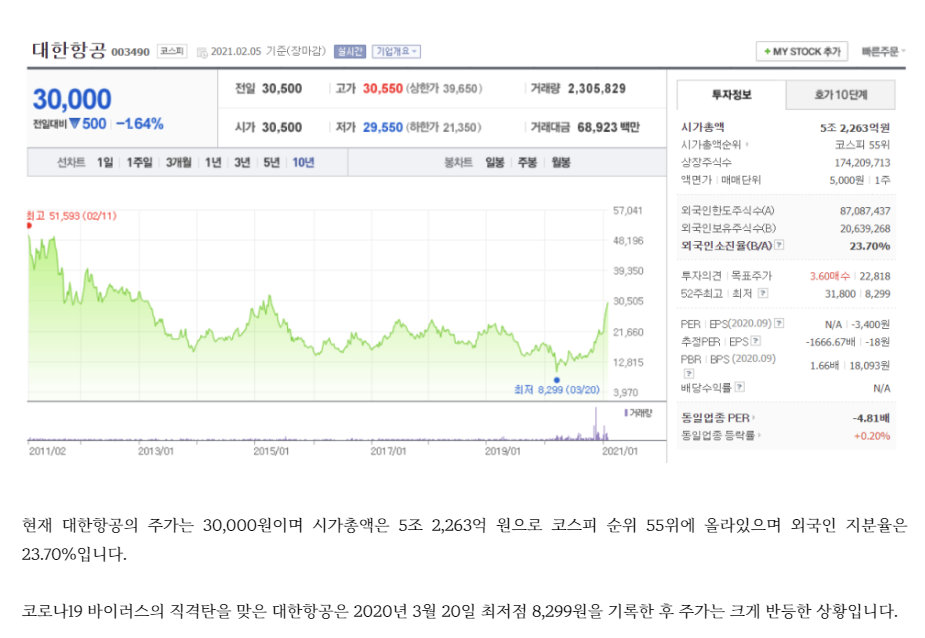 대한항공 003490 코스피 2021.02.05 기준(장마감) 실시간 기업개요 + MY STOCK 추가 빠른주문
30,000
전일대비 ▼500 -1.64%
전일 30,500 고가 30,550 (상한가 39,650) 거래량 2,305,829
시가 30,500 저가 29,550 (하한가 21,350) 거래대금 68,923 백만
선차트 1일 1주일 3개월 1년 3년 5년 10년 봉차트 일봉 주봉 월봉
최고 51,593 (02/11)
57,041
48,196
39,350
30,505
21,660
12,815
3,970
최저 8,299 (03/20)
거래량
2011/02 2013/01 2015/01 2017/01 2019/01 2021/01
투자정보 호가10단계
시가총액 5조 2,263억원
시가총액순위 코스피 55위
상장주식수 174,209,713
액면가 매매단위 5,000원 1주
외국인한도주식수(A) 87,087,437
외국인보유주식수(B) 20,639,268
외국인소진율(B/A) ? 23.70%
투자의견 목표주가 3.60매수 22,818
52주최고 최저 ? 31,800 8,299
PER EPS(2020.09) ? N/A -3,400원
추정PER EPS ? -1666.67배 -18원
PBR BPS (2020.09) ? 1.66배 18,093원
배당수익률 ? N/A
동일업종 PER -4.81배
동일업종 등락률 +0.20%
현재 대한항공의 주가는 30,000원이며 시가총액은 5조 2,263억 원으로 코스피 순위 55위에 올라있으며 외국인 지분율은
23.70%입니다.
코로나19 바이러스의 직격탄을 맞은 대한항공은 2020년 3월 20일 최저점 8,299원을 기록한 후 주가는 크게 반등한 상황입니다.